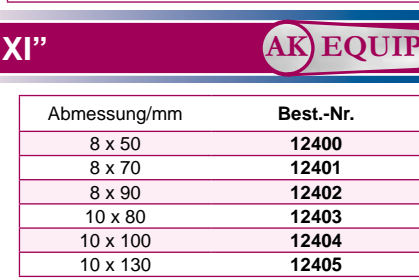 XI” AK EQUIP
Abmessung/mm Best.-Nr.
8 x 50 12400
8 x 70 12401
8 x 90 12402
10 x 80 12403
10 x 100 12404
10 x 130 12405